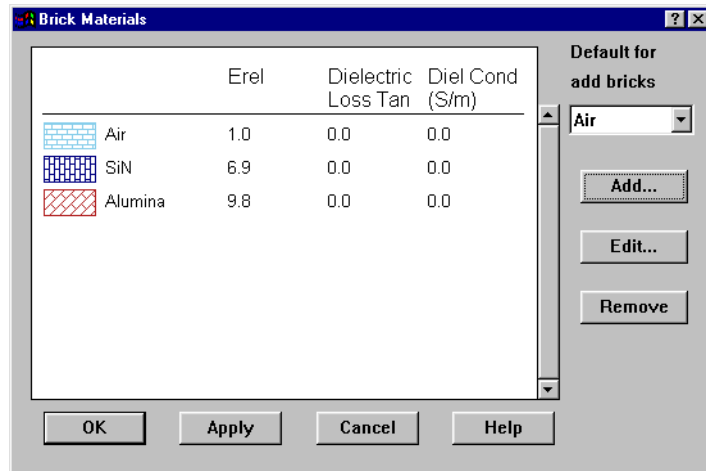 Brick Materials
Default for
add bricks
Air
Erel Dielectric Diel Cond
Loss Tan (S/m)
Air 1.0 0.0 0.0
SiN 6.9 0.0 0.0
Alumina 9.8 0.0 0.0
Add...
Edit...
Remove
OK Apply Cancel Help